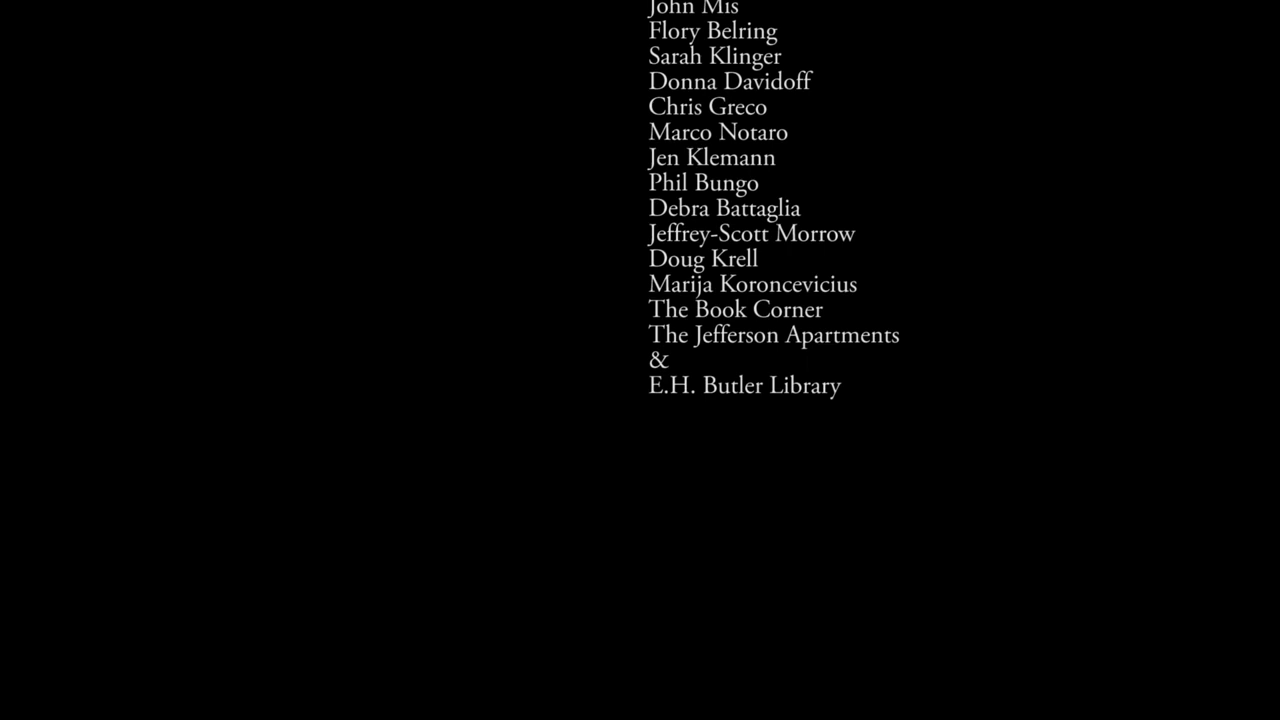 John Mis
Flory Belring
Sarah Klinger
Donna Davidoff
Chris Greco
Marco Notaro
Jen Klemann
Phil Bungo
Debra Battaglia
Jeffrey-Scott Morrow
Doug Krell
Marija Koroncevicius
The Book Corner
The Jefferson Apartments
&
E.H. Butler Library